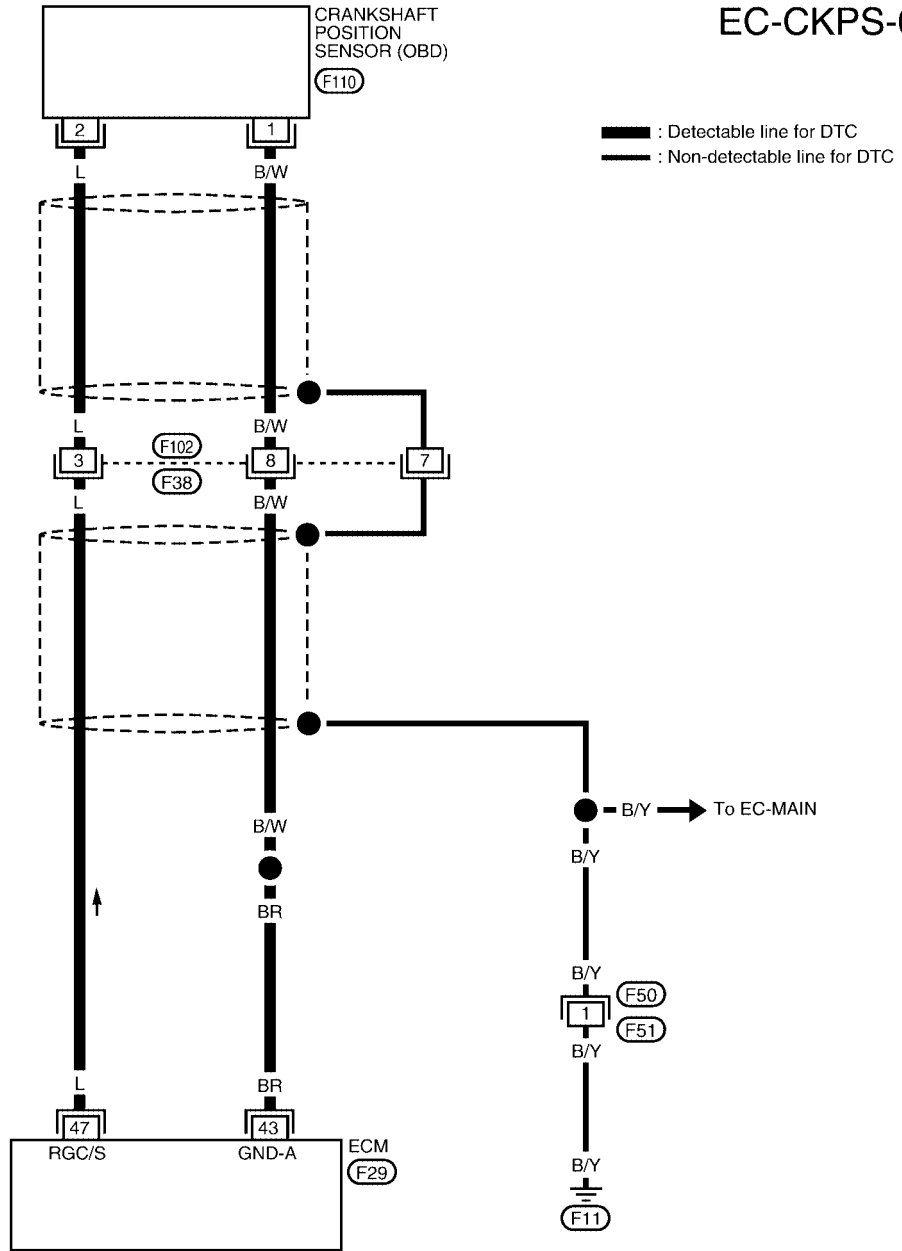 EC-CKPS-
CRANKSHAFT
POSITION
SENSOR (OBD)
F110
2
1
: Detectable line for DTC
: Non-detectable line for DTC
L
B/W
L
B/W
3
F102
8
7
F38
L
B/W
B/Y
To EC-MAIN
B/W
B/Y
BR
B/Y
F50
1
F51
B/Y
L
BR
47
43
RGC/S
GND-A
ECM
F29
B/Y
F11